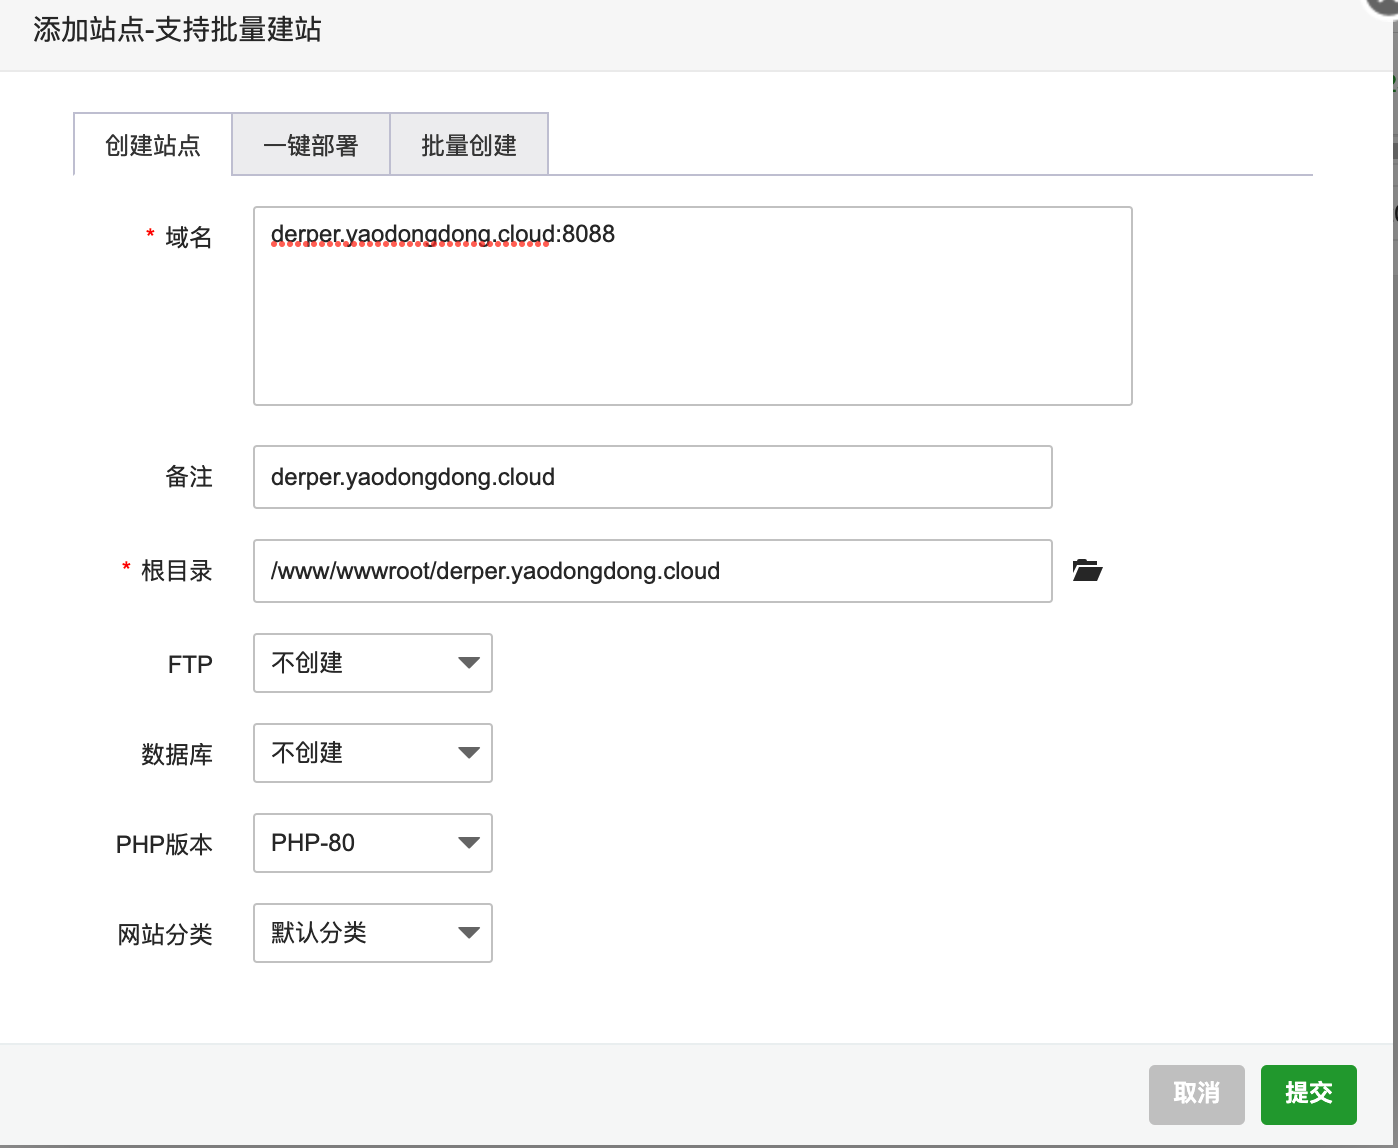 添加站点-支持批量建站
创建站点 一键部署 批量创建
* 域名 derper.yaodongdong.cloud:8088
备注 derper.yaodongdong.cloud
* 根目录 /www/wwwroot/derper.yaodongdong.cloud
FTP 不创建
数据库 不创建
PHP版本 PHP-80
网站分类 默认分类
取消 提交